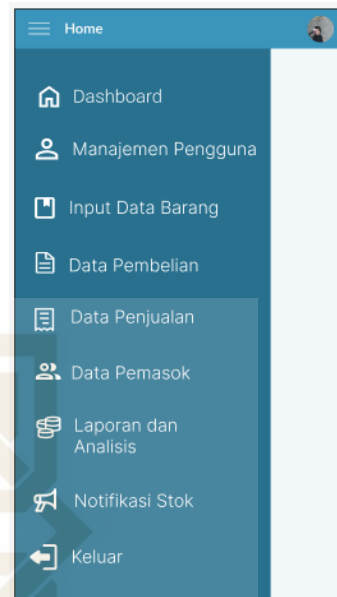 Home
Dashboard
Manajemen Pengguna
Input Data Barang
Data Pembelian
Data Penjualan
Data Pemasok
Laporan dan
Analisis
Notifikasi Stok
Keluar